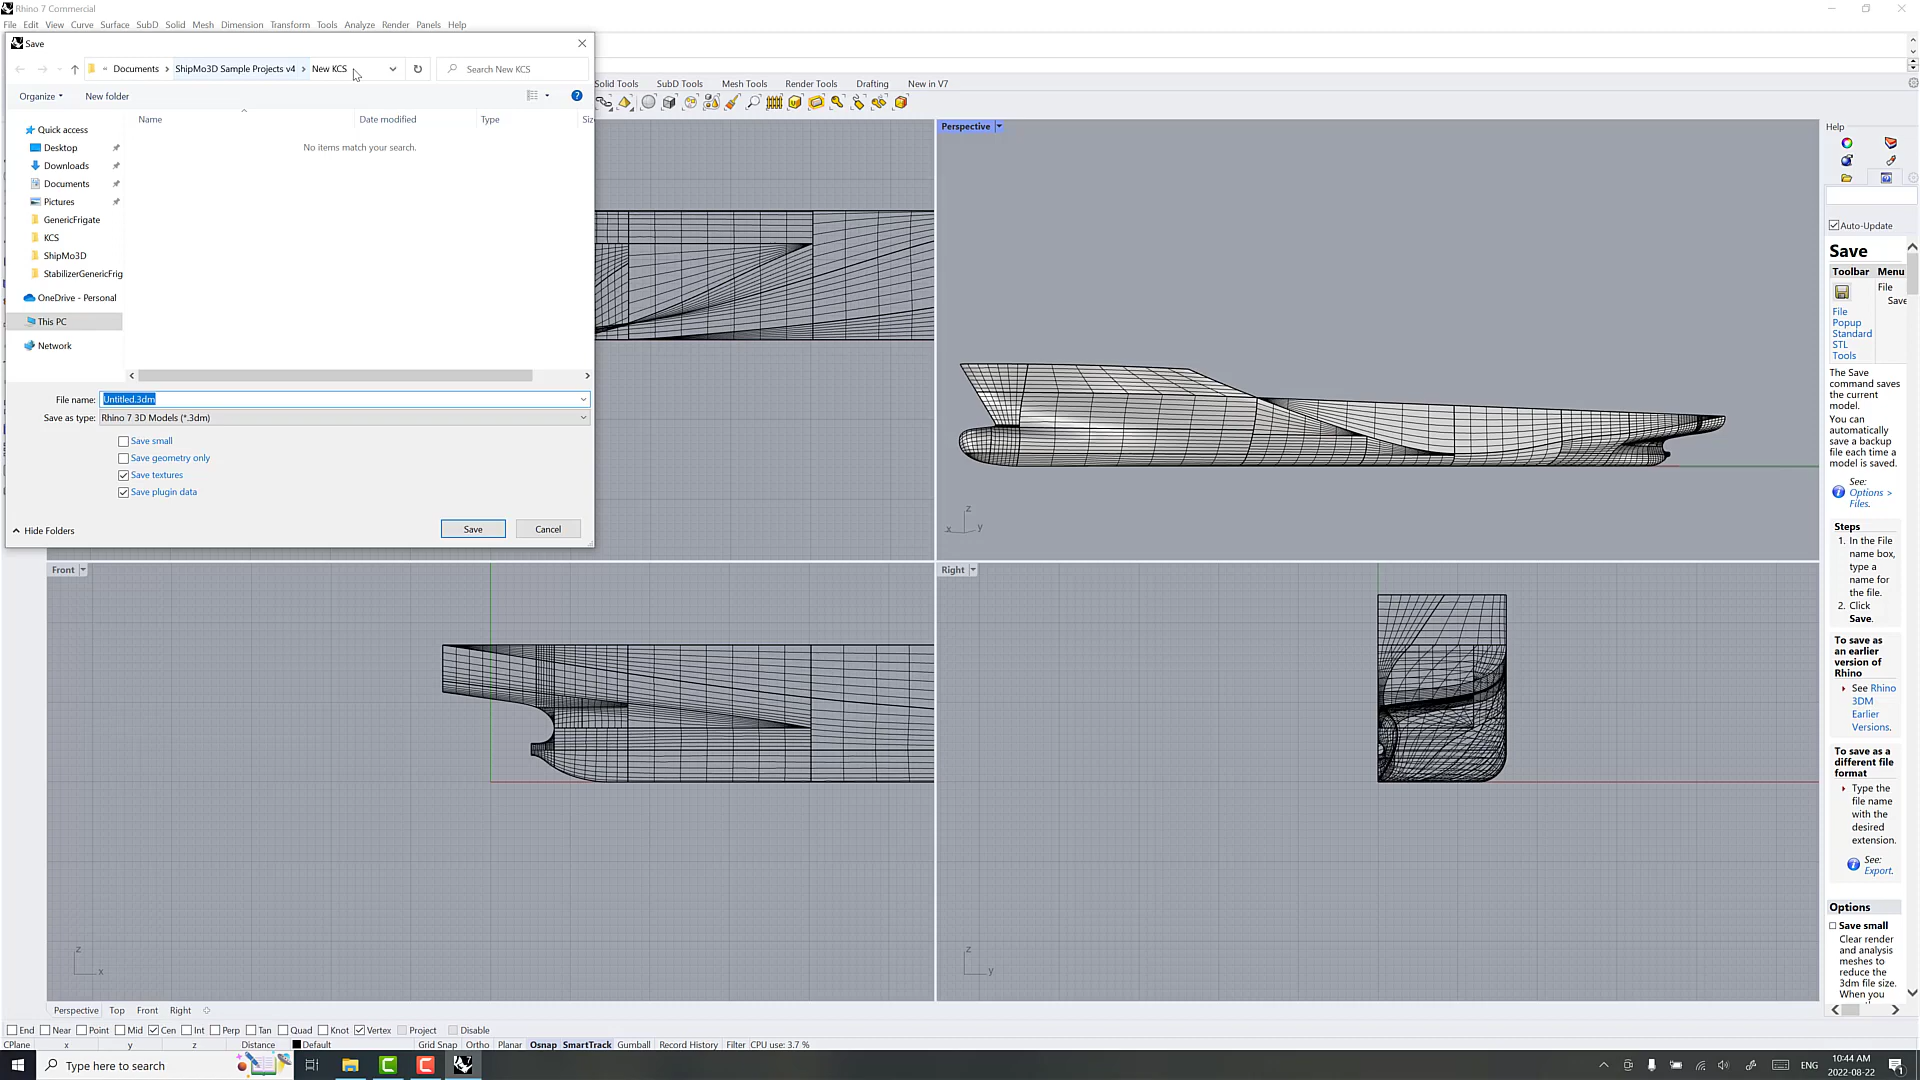 Rhino 7 Commercial
File Edit View Curve Surface SubD Solid Mesh Dimension Transform Tools Analyze Render Panels Help
Save
« Documents › ShipMo3D Sample Projects v4 › New KCS
Search New KCS
Organize
New folder
Solid Tools SubD Tools Mesh Tools Render Tools Drafting New in V7
Name Date modified Type Siz
No items match your search.
Quick access
Desktop
Downloads
Documents
Pictures
GenericFrigate
KCS
ShipMo3D
StabilizerGenericFrig
OneDrive - Personal
This PC
Network
File name: Untitled.3dm
Save as type: Rhino 7 3D Models (*.3dm)
Save small
Save geometry only
Save textures
Save plugin data
Hide Folders
Save
Cancel
Perspective
z
x y
Front
z
x
Right
z
y
Help
Auto-Update
Save
Toolbar Menu
File
Save
File
Popup
Standard
STL
Tools
The Save
command saves
the current
model.
You can
automatically
save a backup
file each time a
model is saved.
See:
Options >
Files.
Steps
1. In the File
name box,
type a
name for
the file.
2. Click
Save.
To save as
an earlier
version of
Rhino
See Rhino
3DM
Earlier
Versions.
To save as a
different file
format
Type the
file name
with the
desired
extension.
See:
Export.
Options
Save small
Clear render
and analysis
meshes to
reduce the
3dm file size.
When you
Perspective Top Front Right
End Near Point Mid Cen Int Perp Tan Quad Knot Vertex Project Disable
CPlane x y z Distance Default Grid Snap Ortho Planar Osnap SmartTrack Gumball Record History Filter CPU use: 3.7 %
Type here to search
ENG
10:44 AM
2022-08-22
1